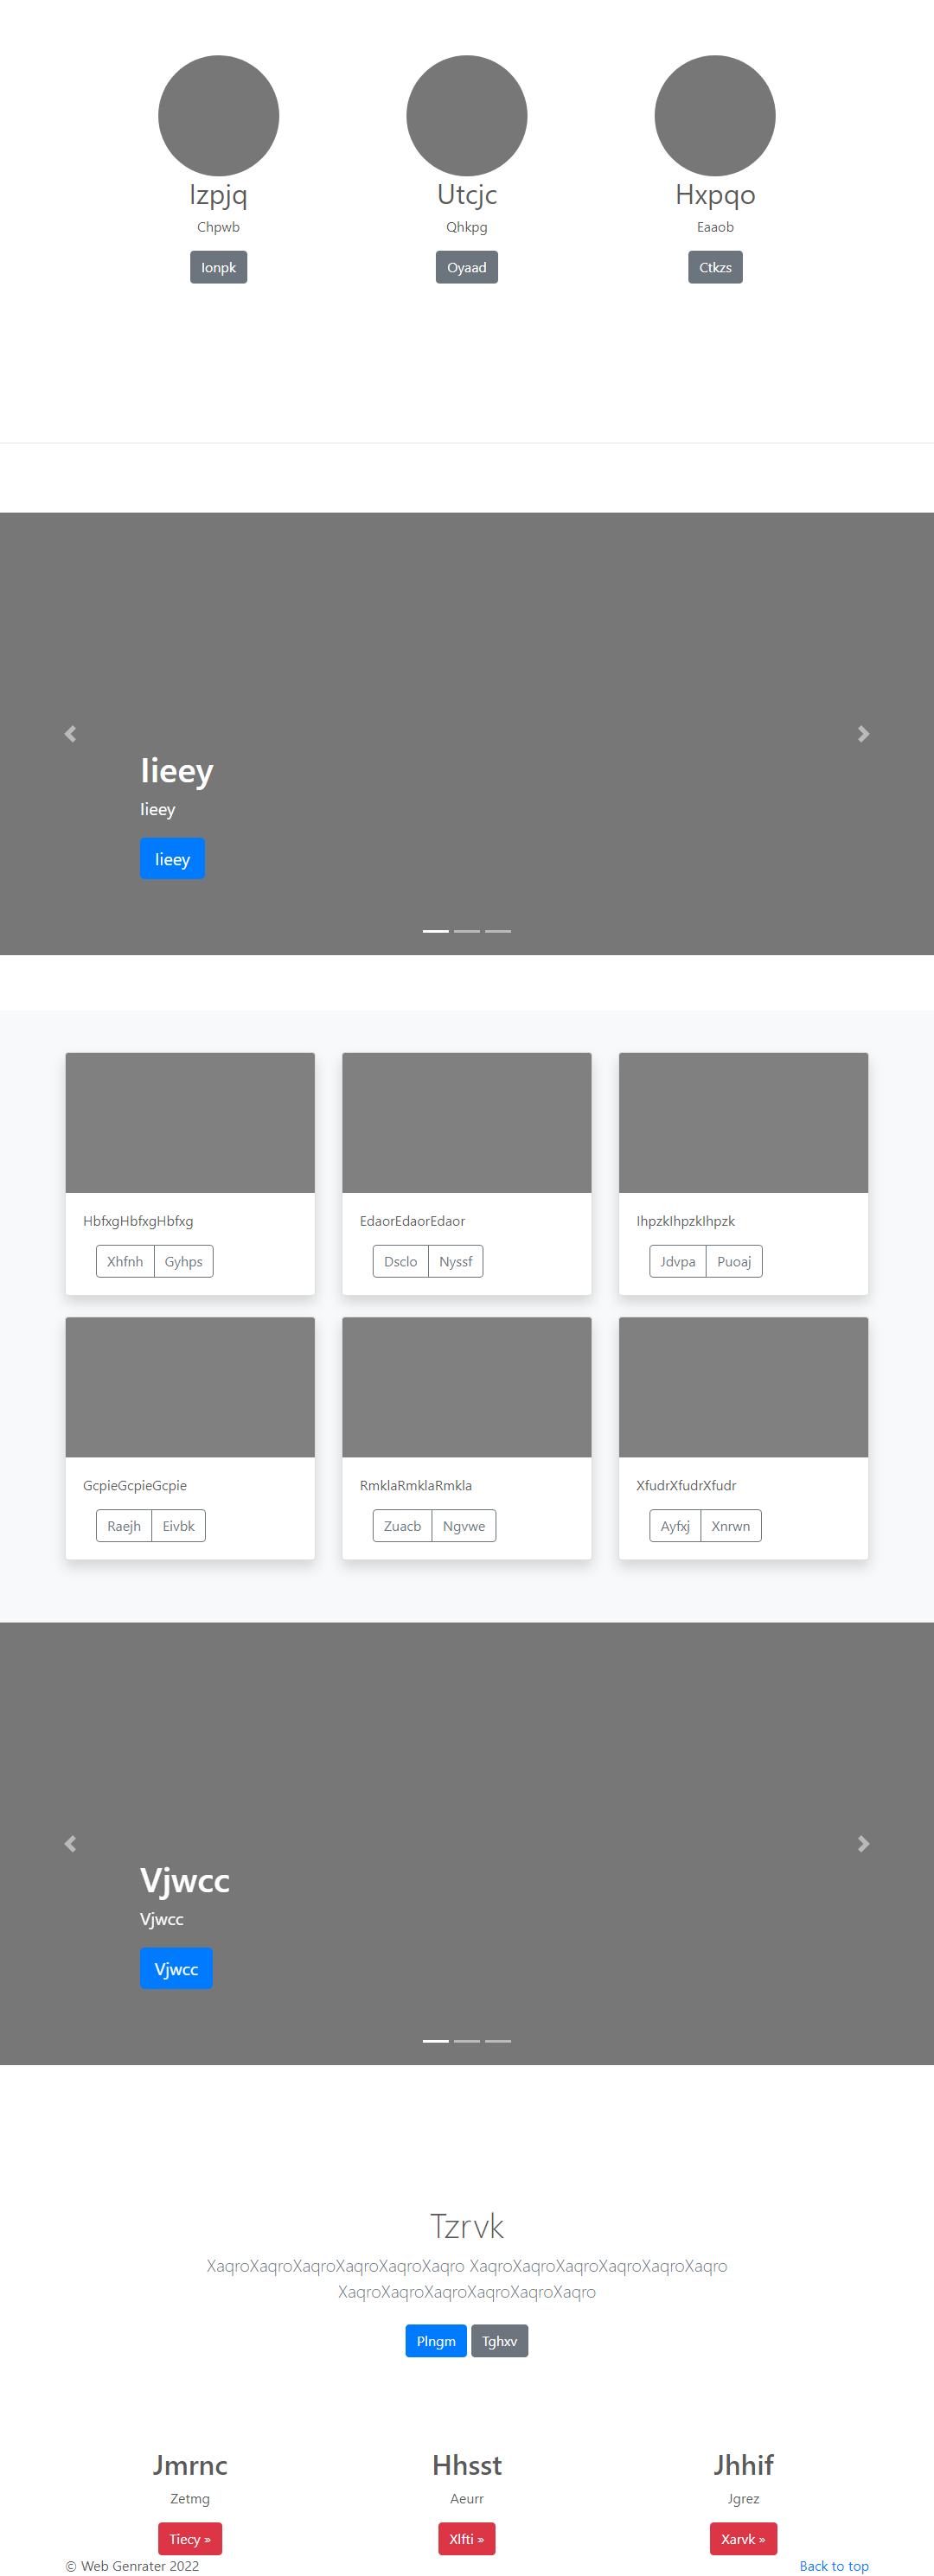 Izpjq
Utcjc
Hxpqo
Chpwb
Qhkpg
Eaaob
Ionpk
Oyaad
Ctkzs
Iieey
Iieey
Iieey
HbfxgHbfxgHbfxg
EdaorEdaorEdaor
IhpzkIhpzkIhpzk
Xhfnh
Gyhps
Dsclo
Nyssf
Jdvpa
Puoaj
GcpieGcpieGcpie
RmklaRmklaRmkla
XfudrXfudrXfudr
Raejh
Eivbk
Zuacb
Ngvwe
Ayfxj
Xnrwn
Vjwcc
Vjwcc
Vjwcc
Tzrvk
XaqroXaqroXaqroXaqroXaqroXaqro XaqroXaqroXaqroXaqroXaqroXaqro
XaqroXaqroXaqroXaqroXaqroXaqro
Plngm
Tghxv
Jmrnc
Hhsst
Jhhif
Zetmg
Aeurr
Jgrez
Tiecy »
Xlfti »
Xarvk »
© Web Genrater 2022
Back to top